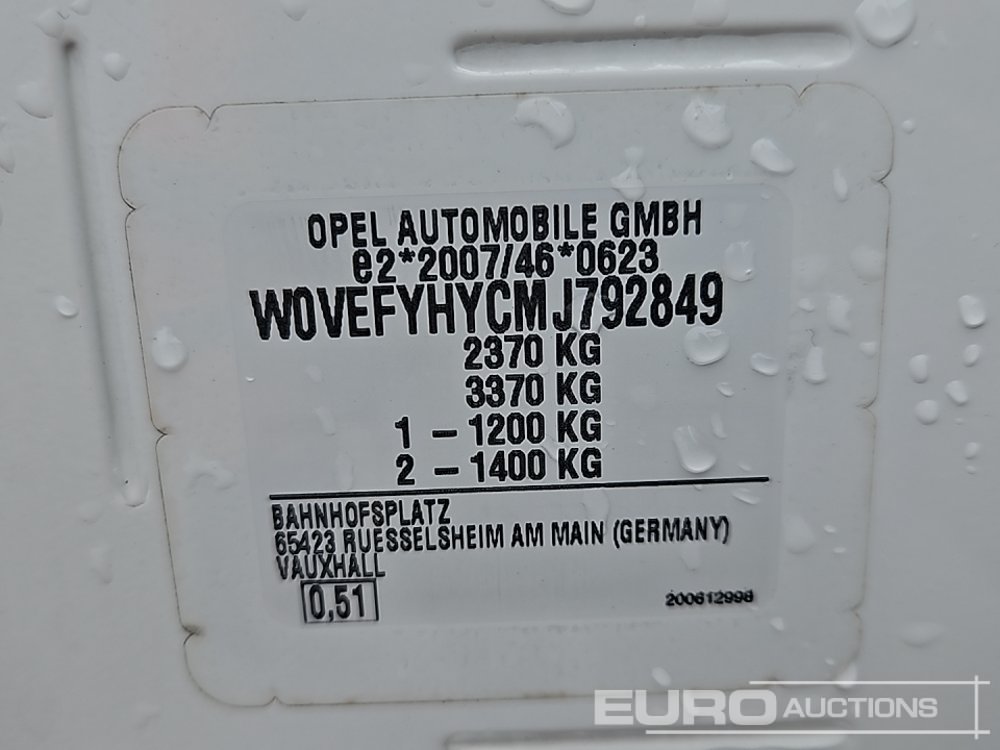 OPEL AUTOMOBILE GMBH
e2*2007/46*0623
W0VEFYHYCMJ792849
2370 KG
3370 KG
1 - 1200 KG
2 - 1400 KG
BAHNHOFSPLATZ
65423 RUESSELSHEIM AM MAIN (GERMANY)
VAUXHALL
0,51
200612998
EURO AUCTIONS